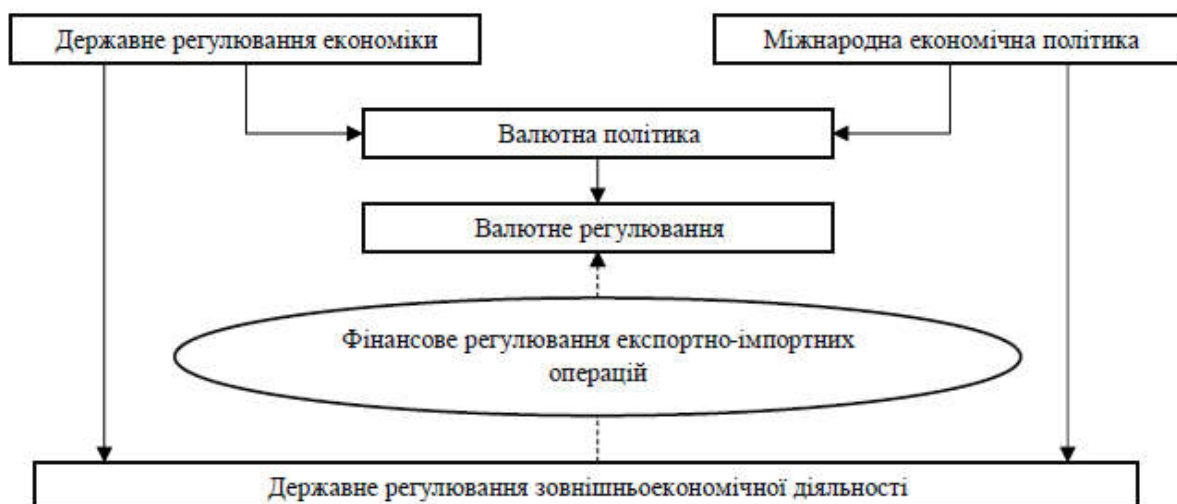 Державне регулювання економіки
Міжнародна економічна політика
Валютна політика
Валютне регулювання
Фінансове регулювання експортно-імпортних
операцій
Державне регулювання зовнішньоекономічної діяльності